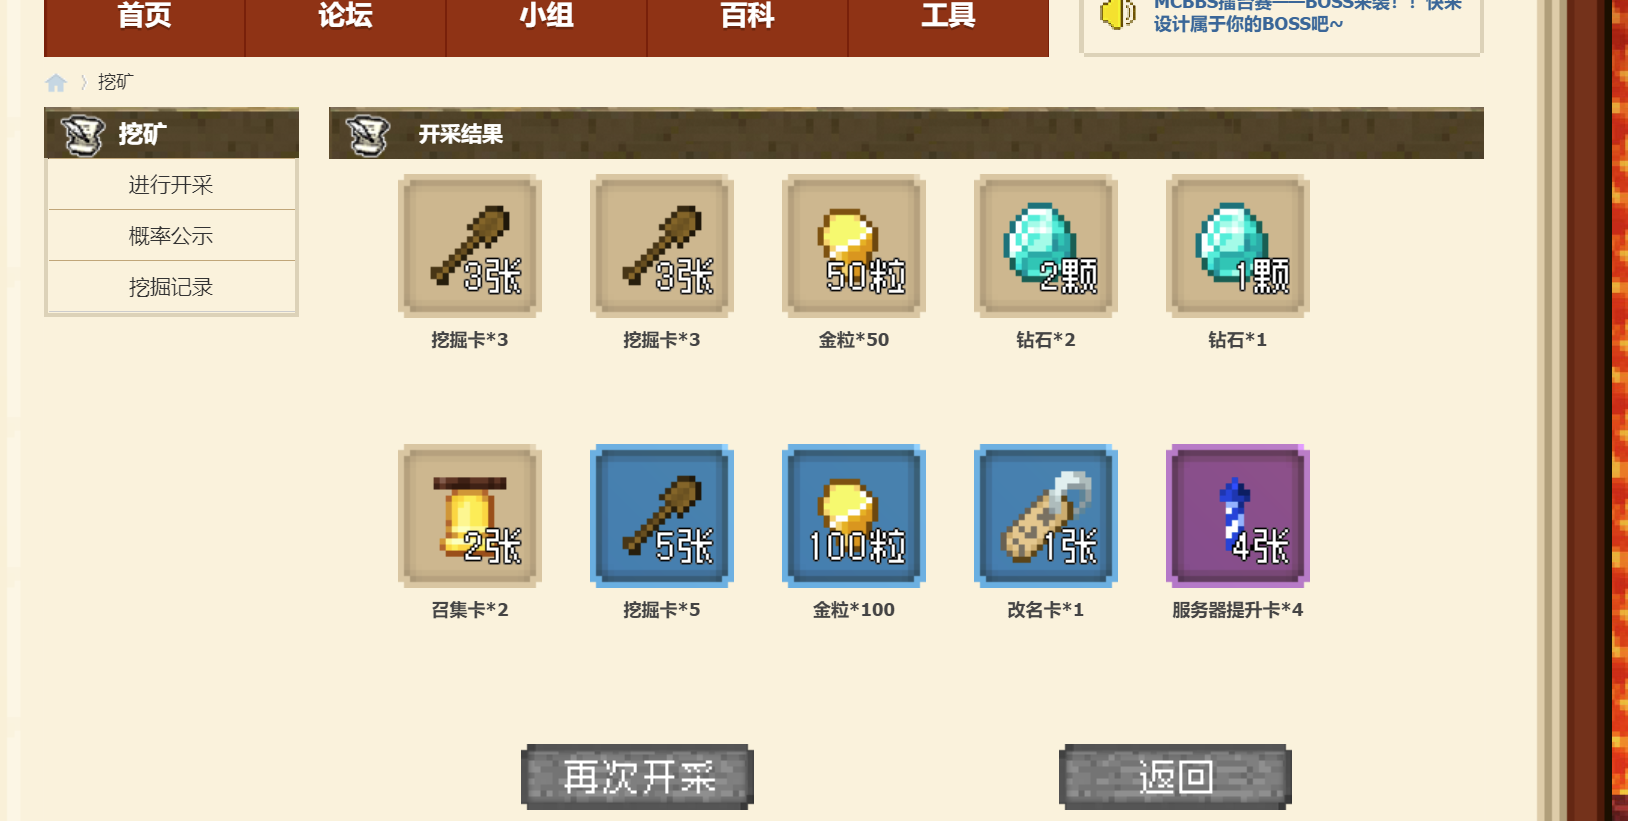 首页 论坛 小组 百科 工具
MCBBS擂台赛——BOSS来袭！！快来
设计属于你的BOSS吧~
挖矿
挖矿
进行开采
概率公示
挖掘记录
开采结果
3张 3张 50粒 2颗 1颗
挖掘卡*3 挖掘卡*3 金粒*50 钻石*2 钻石*1
2张 5张 100粒 1张 4张
召集卡*2 挖掘卡*5 金粒*100 改名卡*1 服务器提升卡*4
再次开采 返回